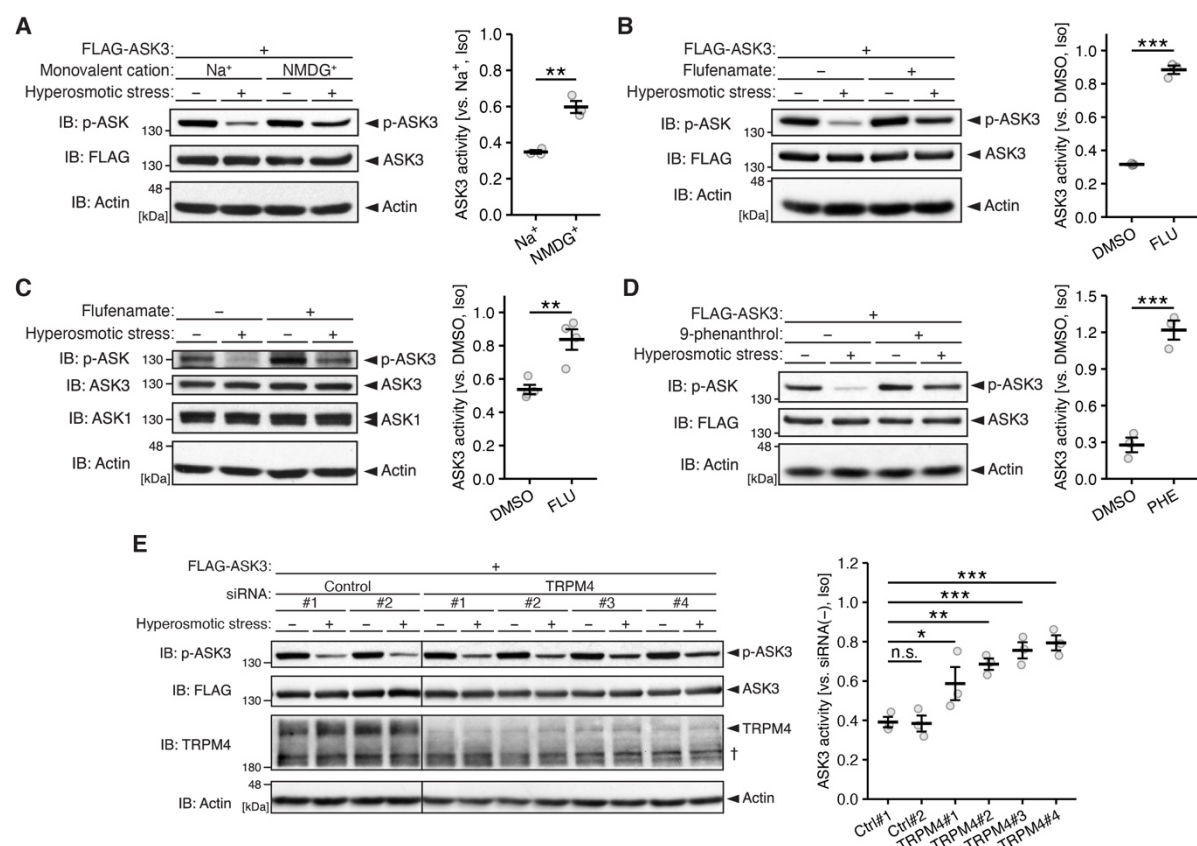 A
FLAG-ASK3: +
Monovalent cation: Na⁺ NMDG⁺
Hyperosmotic stress: – + – +
IB: p-ASK 130 p-ASK3
IB: FLAG 130 ASK3
48
IB: Actin Actin
[kDa]
ASK3 activity [vs. Na⁺, Iso]
1.0
0.8
0.6
0.4
0.2
0.0
**
Na⁺ NMDG⁺
B
FLAG-ASK3: +
Flufenamate: – +
Hyperosmotic stress: – + – +
IB: p-ASK 130 p-ASK3
IB: FLAG 130 ASK3
48
IB: Actin Actin
[kDa]
ASK3 activity [vs. DMSO, Iso]
1.0
0.8
0.6
0.4
0.2
0.0
***
DMSO FLU
C
Flufenamate: – +
Hyperosmotic stress: – + – +
IB: p-ASK 130 p-ASK3
IB: ASK3 130 ASK3
IB: ASK1 130 ASK1
48
IB: Actin Actin
[kDa]
ASK3 activity [vs. DMSO, Iso]
1.0
0.8
0.6
0.4
0.2
0.0
**
DMSO FLU
D
FLAG-ASK3: +
9-phenanthrol: – +
Hyperosmotic stress: – + – +
IB: p-ASK 130 p-ASK3
IB: FLAG 130 ASK3
48
IB: Actin Actin
[kDa]
ASK3 activity [vs. DMSO, Iso]
1.5
1.2
0.9
0.6
0.3
0.0
***
DMSO PHE
E
FLAG-ASK3: +
siRNA: Control TRPM4
#1 #2 #1 #2 #3 #4
Hyperosmotic stress: – + – + – + – + – + – +
IB: p-ASK3 130 p-ASK3
IB: FLAG 130 ASK3
IB: TRPM4 TRPM4
†
180
48
IB: Actin [kDa] Actin
ASK3 activity [vs. siRNA(–), Iso]
1.2
1.0
0.8
0.6
0.4
0.2
0.0
***
***
**
*
n.s.
Ctrl#1 Ctrl#2 TRPM4#1 TRPM4#2 TRPM4#3 TRPM4#4